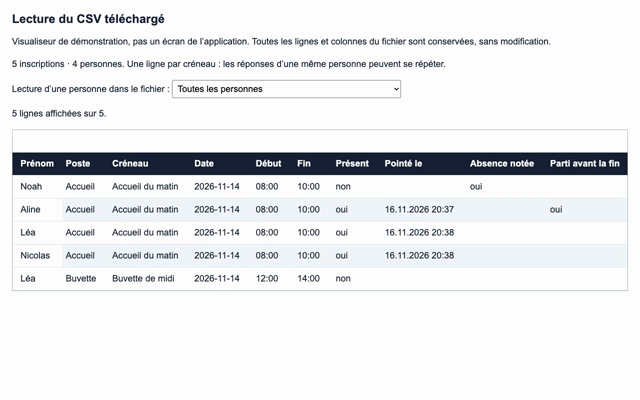 Lecture du CSV téléchargé
Visualiseur de démonstration, pas un écran de l’application. Toutes les lignes et colonnes du fichier sont conservées, sans modification.
5 inscriptions · 4 personnes. Une ligne par créneau : les réponses d’une même personne peuvent se répéter.
Lecture d’une personne dans le fichier : Toutes les personnes
5 lignes affichées sur 5.
Prénom Poste Créneau Date Début Fin Présent Pointé le Absence notée Parti avant la fin
Noah Accueil Accueil du matin 2026-11-14 08:00 10:00 non oui
Aline Accueil Accueil du matin 2026-11-14 08:00 10:00 oui 16.11.2026 20:37 oui
Léa Accueil Accueil du matin 2026-11-14 08:00 10:00 oui 16.11.2026 20:38
Nicolas Accueil Accueil du matin 2026-11-14 08:00 10:00 oui 16.11.2026 20:38
Léa Buvette Buvette de midi 2026-11-14 12:00 14:00 non